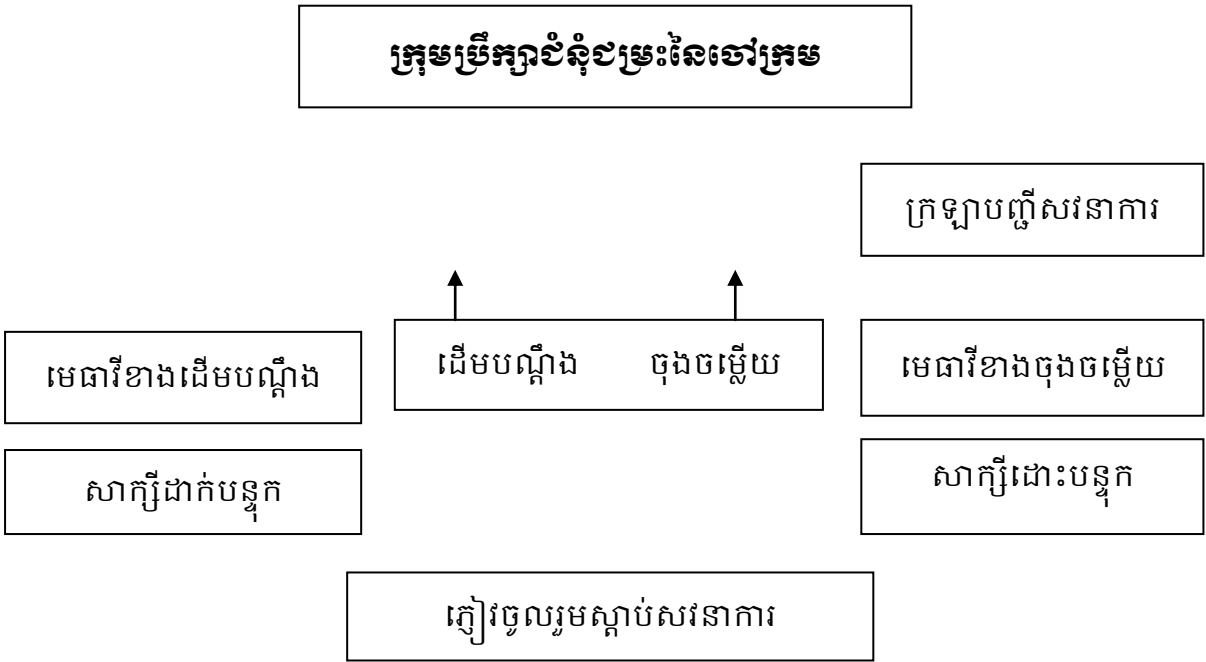 ក្រុមប្រឹក្សាជំនុំជម្រះនៃចៅក្រម
ក្រឡាបញ្ជីសវនាការ
មេធាវីខាងដើមបណ្ដឹង
ដើមបណ្ដឹង ចុងចម្លើយ
មេធាវីខាងចុងចម្លើយ
សាក្សីដាក់បន្ទុក
សាក្សីដោះបន្ទុក
ភ្ញៀវចូលរួមស្ដាប់សវនាការ